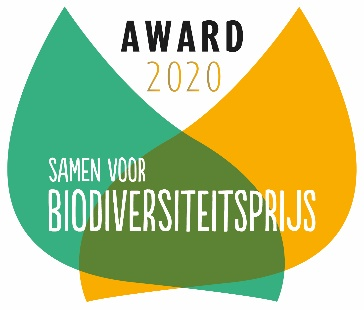 AWARD
2020
SAMEN VOOR
BIODIVERSITEITSPRIJS